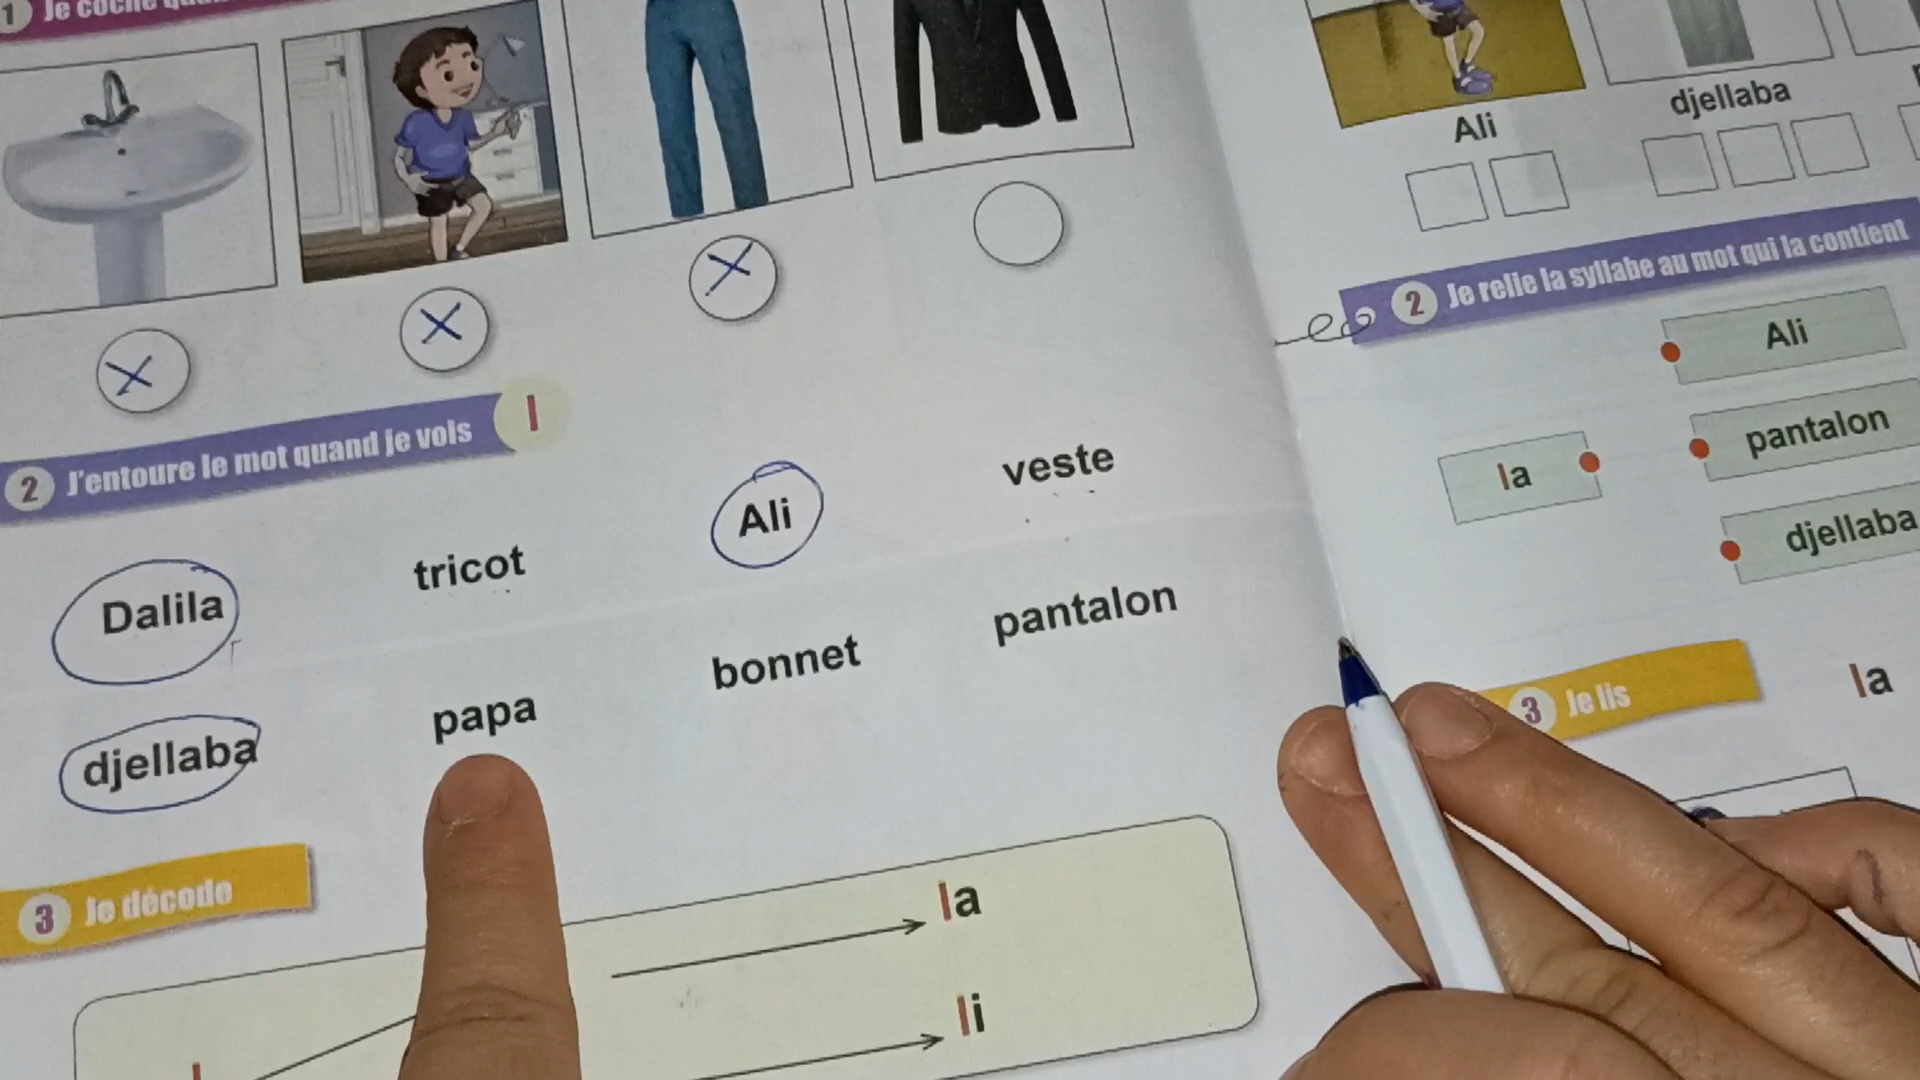 1 Je coche
2 J'entoure le mot quand je vois l
Dalila tricot Ali veste
djellaba papa bonnet pantalon
3 Je décode
la
li
l
Ali djellaba
2 Je relie la syllabe au mot qui la contient
la
Ali
pantalon
djellaba
3 Je lis
la